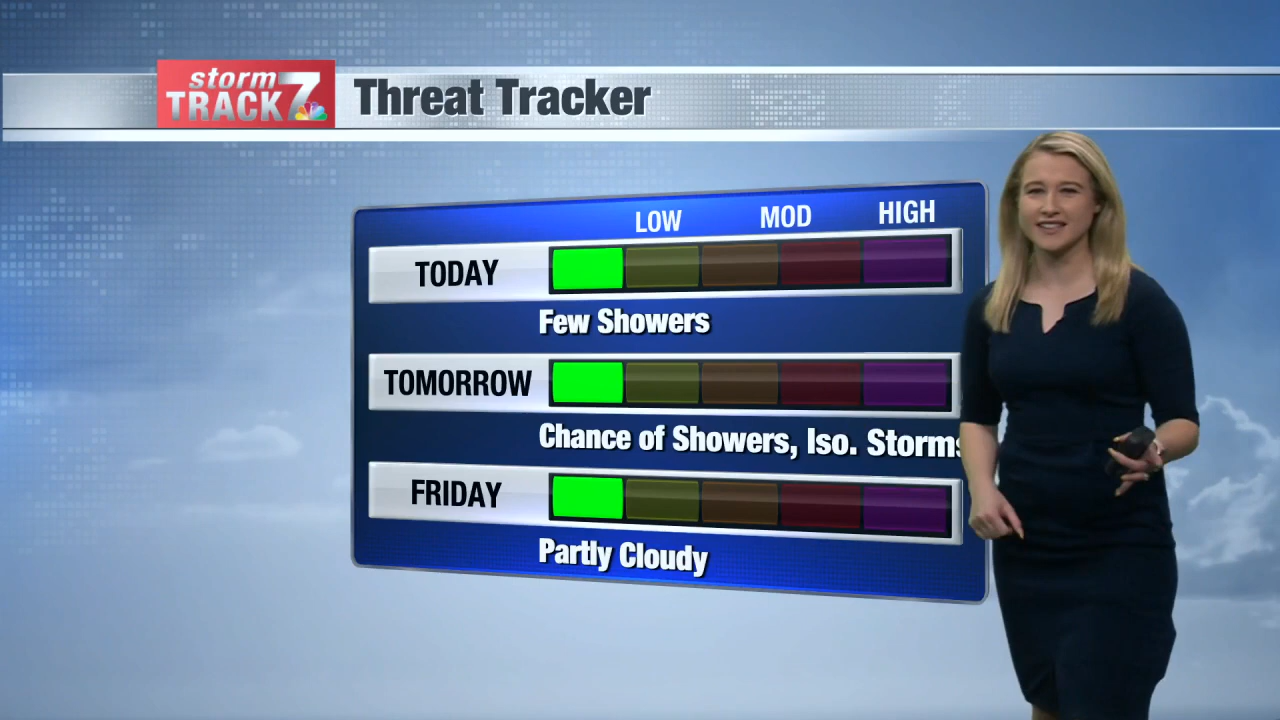 storm
TRACK 7
Threat Tracker
LOW MOD HIGH
TODAY
Few Showers
TOMORROW
Chance of Showers, Iso. Storms
FRIDAY
Partly Cloudy